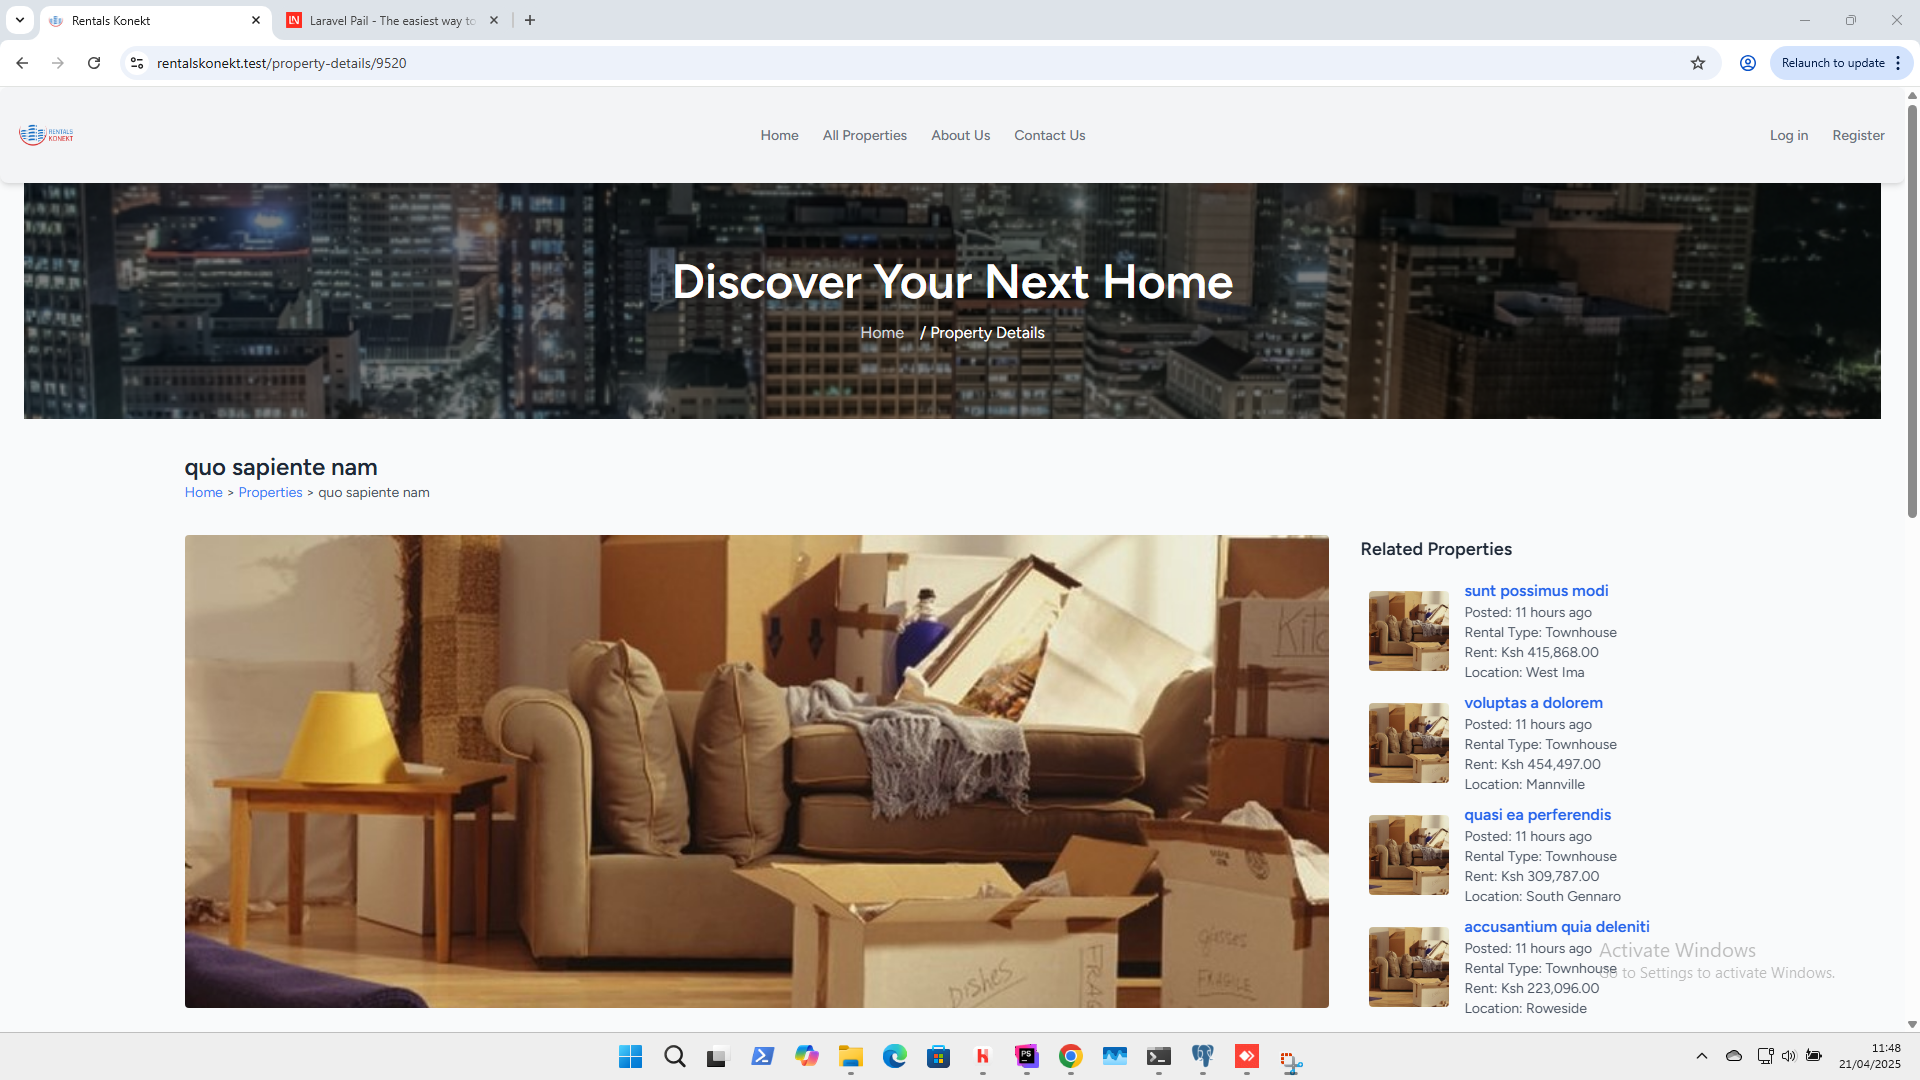 Rentals Konekt
Laravel Pail - The easiest way to
rentalskonekt.test/property-details/9520
Relaunch to update
RENTALS
KONEKT
Home
All Properties
About Us
Contact Us
Log in
Register
Discover Your Next Home
Home / Property Details
quo sapiente nam
Home > Properties > quo sapiente nam
Kitc
glasses
FRAGILE
Dishes
FRAG
Related Properties
sunt possimus modi
Posted: 11 hours ago
Rental Type: Townhouse
Rent: Ksh 415,868.00
Location: West Ima
voluptas a dolorem
Posted: 11 hours ago
Rental Type: Townhouse
Rent: Ksh 454,497.00
Location: Mannville
quasi ea perferendis
Posted: 11 hours ago
Rental Type: Townhouse
Rent: Ksh 309,787.00
Location: South Gennaro
accusantium quia deleniti
Posted: 11 hours ago
Rental Type: Townhouse
Rent: Ksh 223,096.00
Location: Roweside
Activate Windows
Go to Settings to activate Windows.
11:48
21/04/2025